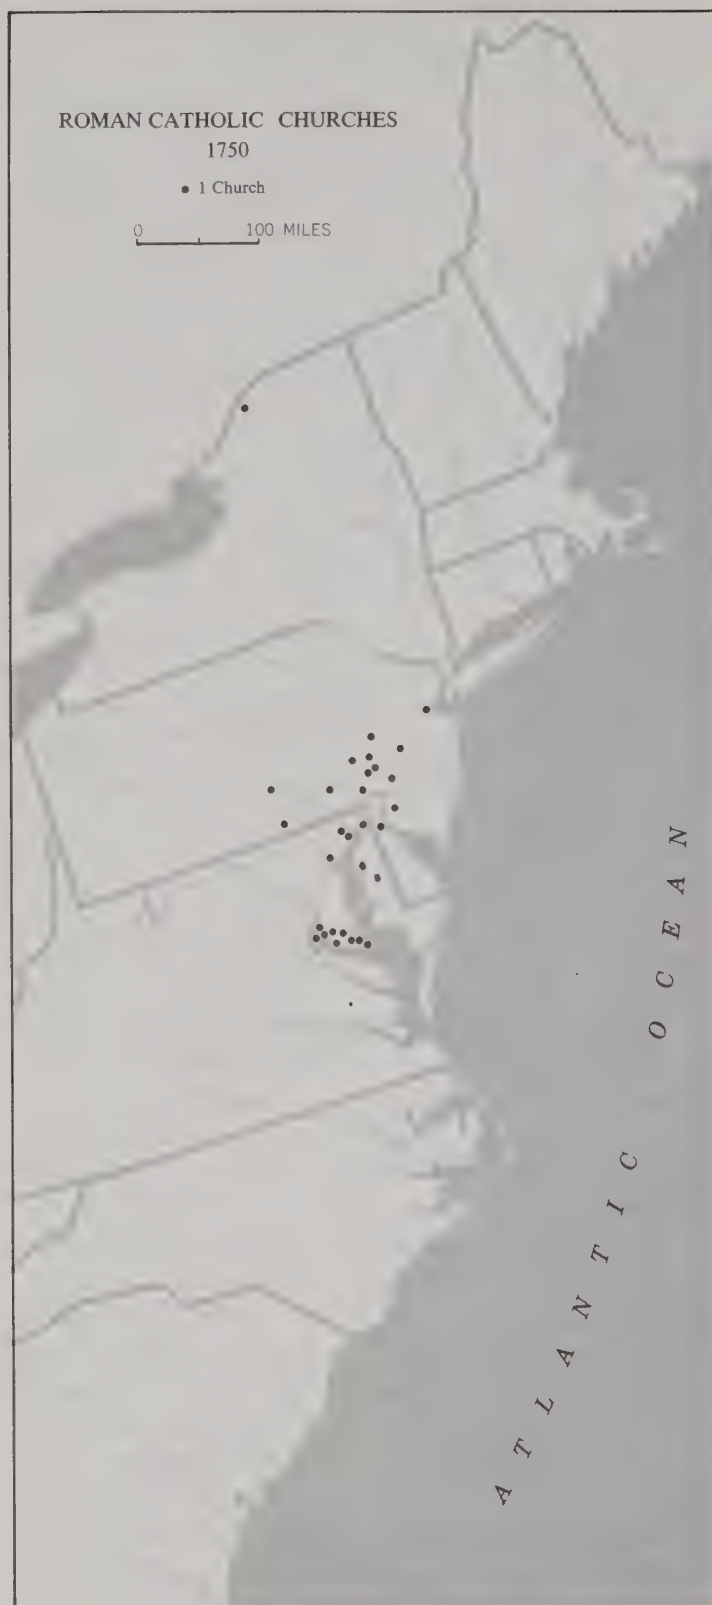 ROMAN CATHOLIC CHURCHES
1750
• 1 Church
0 100 MILES
ATLANTIC OCEAN